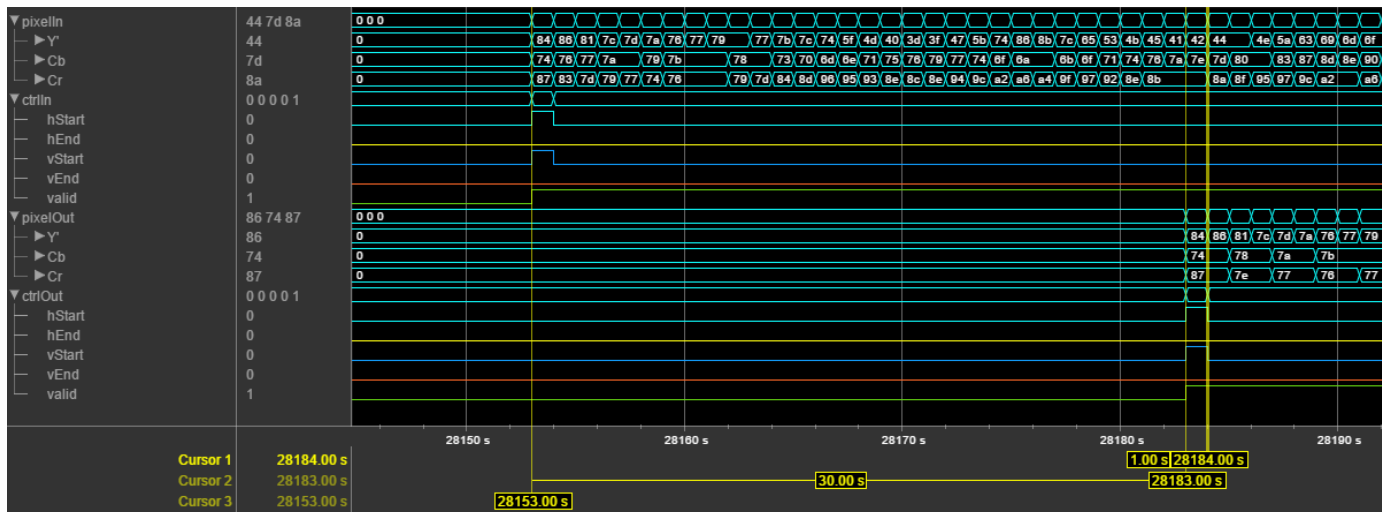 pixelIn 44 7d 8a 0 0 0
Y' 44 0 84 86 81 7c 7d 7a 76 77 79 77 7b 7c 74 5f 4d 40 3d 3f 47 5b 74 86 8b 7c 65 53 4b 45 41 42 44 4e 5a 63 69 6d 6f
Cb 7d 0 74 76 77 7a 79 7b 78 73 70 6d 6e 71 75 76 79 77 74 6f 6a 6b 6f 71 74 76 7a 7e 7d 80 83 87 8d 8e 90
Cr 8a 0 87 83 7d 79 77 74 76 79 7d 84 8d 96 95 93 8e 8c 8e 94 9c a2 a6 a4 9f 97 92 8e 8b 8a 8f 95 97 9c a2 a6
ctrlIn 0 0 0 0 1
hStart 0
hEnd 0
vStart 0
vEnd 0
valid 1
pixelOut 86 74 87 0 0 0
Y' 86 0 84 86 81 7c 7d 7a 76 77 79
Cb 74 0 74 78 7a 7b
Cr 87 0 87 7e 77 76 77
ctrlOut 0 0 0 0 1
hStart 0
hEnd 0
vStart 0
vEnd 0
valid 1
28150 s 28160 s 28170 s 28180 s 28190 s
Cursor 1 28184.00 s 1.00 s 28184.00 s
Cursor 2 28183.00 s 30.00 s 28183.00 s
Cursor 3 28153.00 s 28153.00 s